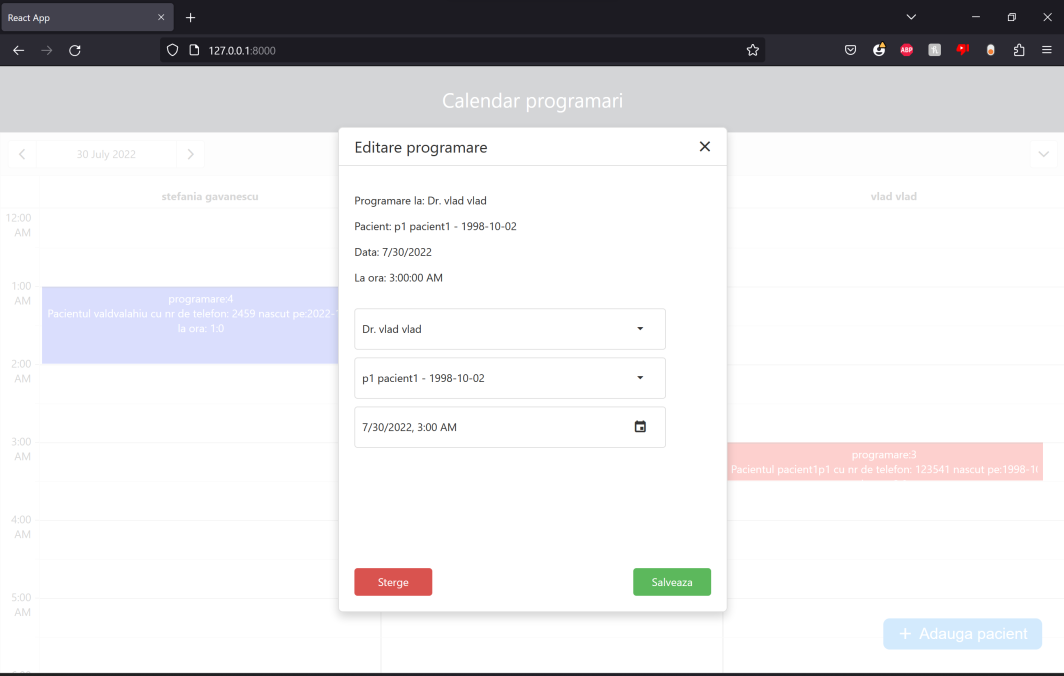 React App
127.0.0.1:8000
ABP
Calendar programari
30 July 2022
stefania gavanescu
vlad vlad
12:00
AM
1:00
AM
programare:4
Pacientul valdvalahiu cu nr de telefon: 2459 nascut pe:2022-
la ora: 1:0
2:00
AM
3:00
AM
programare:3
Pacientul pacient1p1 cu nr de telefon: 123541 nascut pe:1998-1
4:00
AM
5:00
AM
Editare programare
Programare la: Dr. vlad vlad
Pacient: p1 pacient1 - 1998-10-02
Data: 7/30/2022
La ora: 3:00:00 AM
Dr. vlad vlad
p1 pacient1 - 1998-10-02
7/30/2022, 3:00 AM
Sterge
Salveaza
+ Adauga pacient